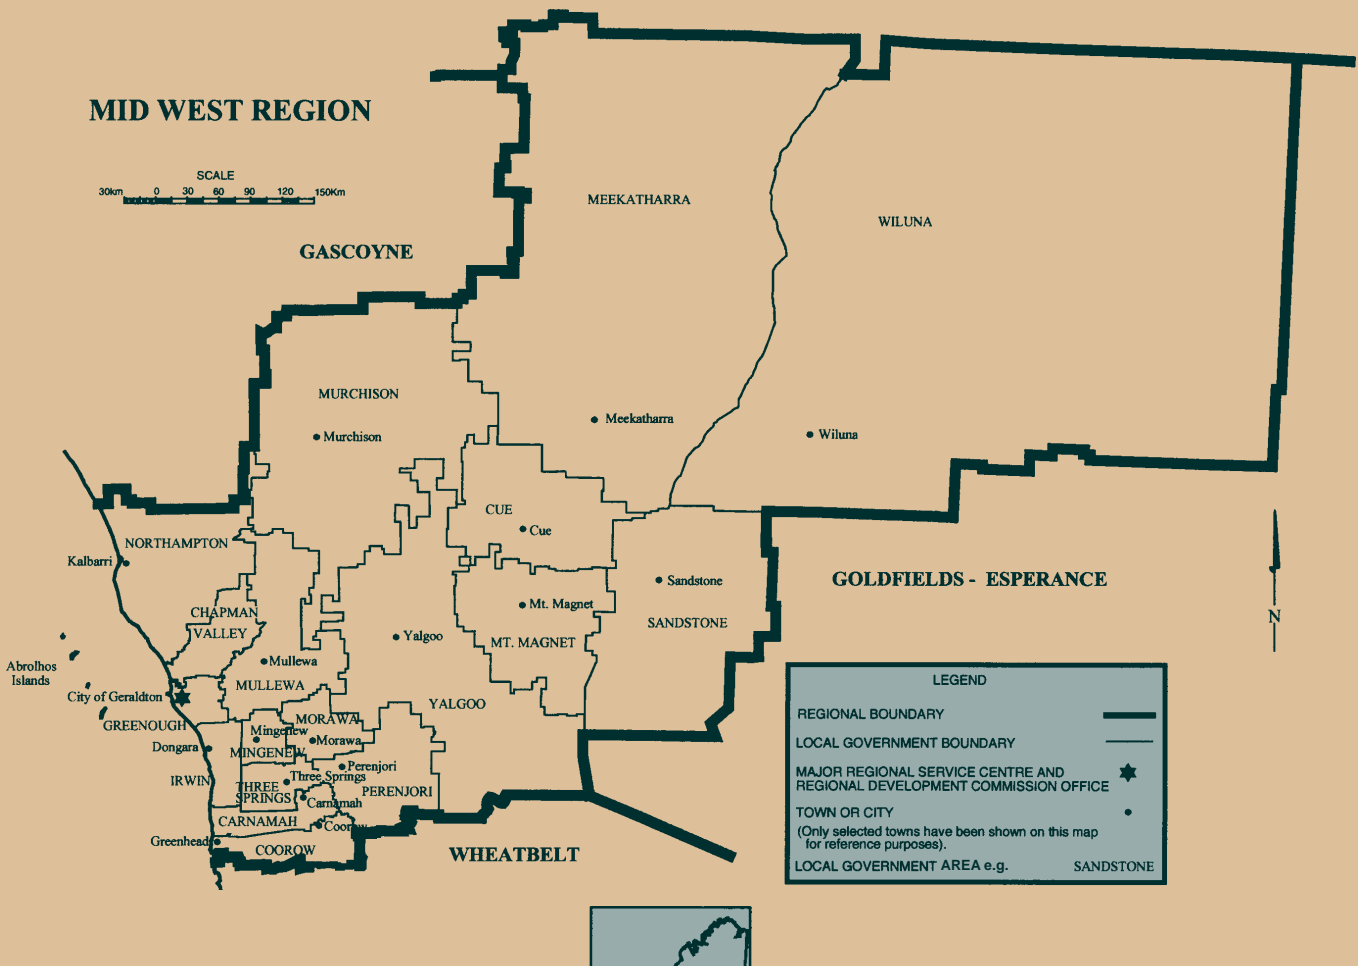 MID WEST REGION
SCALE
30km 0 30 60 90 120 150Km
MEEKATHARRA
WILUNA
GASCOYNE
MURCHISON
Murchison
Meekatharra
Wiluna
CUE
Cue
NORTHAMPTON
Kalbarri
Sandstone
GOLDFIELDS - ESPERANCE
Mt. Magnet
CHAPMAN
VALLEY
SANDSTONE
N
Yalgoo
MT. MAGNET
Abrolhos
Islands
Mullewa
MULLEWA
City of Geraldton
YALGOO
GREENOUGH
MORAWA
Mingenew
Morawa
Dongara
MINGENEW
Perenjori
IRWIN
Three Springs
THREE
SPRINGS
PERENJORI
Carnamah
CARNAMAH
Coorow
Greenhead
COOROW
WHEATBELT
LEGEND
REGIONAL BOUNDARY
LOCAL GOVERNMENT BOUNDARY
MAJOR REGIONAL SERVICE CENTRE AND
REGIONAL DEVELOPMENT COMMISSION OFFICE
TOWN OR CITY
(Only selected towns have been shown on this map
for reference purposes).
LOCAL GOVERNMENT AREA e.g. SANDSTONE